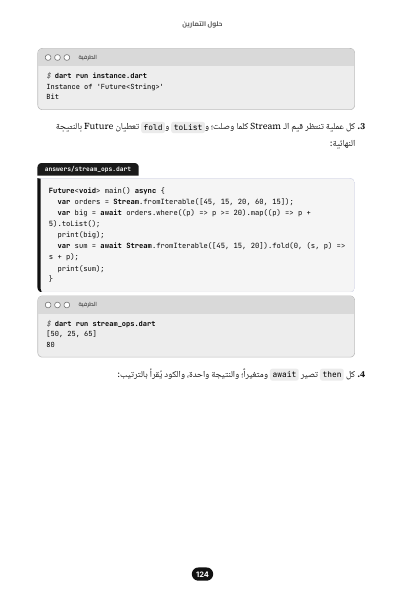 حلول التمارين
الطرفية
$ dart run instance.dart
Instance of 'Future<String>'
Bit
3. كل عملية تنتظر قيم الـ Stream كلما وصلت؛ و toList و fold تعطيان Future بالنتيجة
النهائية:
answers/stream_ops.dart
Future<void> main() async {
  var orders = Stream.fromIterable([45, 15, 20, 60, 15]);
  var big = await orders.where((p) => p >= 20).map((p) => p +
5).toList();
  print(big);
  var sum = await Stream.fromIterable([45, 15, 20]).fold(0, (s, p) =>
s + p);
  print(sum);
}
الطرفية
$ dart run stream_ops.dart
[50, 25, 65]
80
4. كل then تصير await ومتغيراً؛ والنتيجة واحدة، والكود يُقرأ بالترتيب:
124